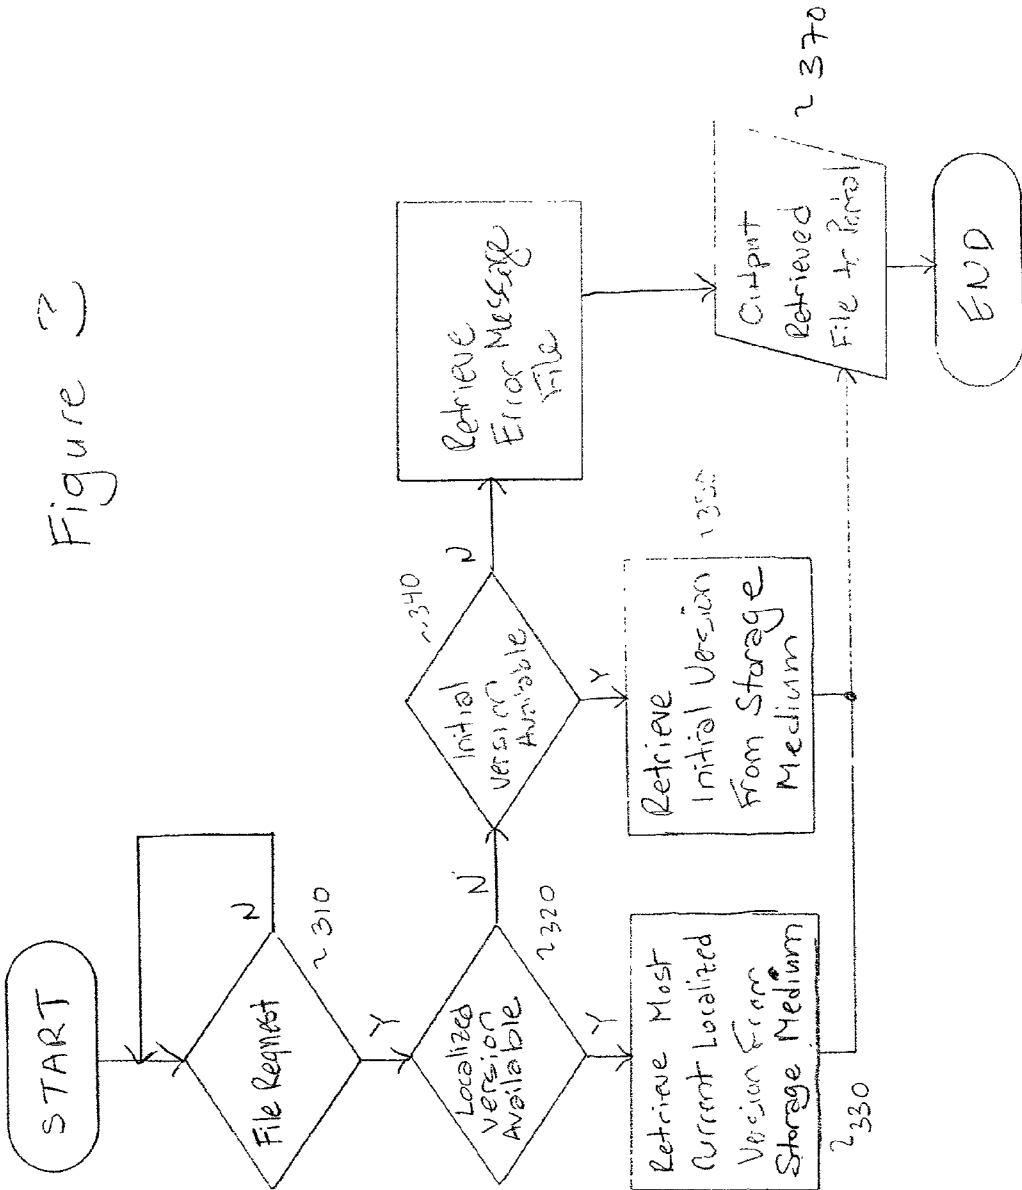 Figure 3
START
File Request
N
~310
Y
Localized
Version
Available
N
~320
Y
Retrieve Most
Current Localized
Version From
Storage Medium
~330
Initial
Version
Available
~340
N
Y
Retrieve
Initial Version
From Storage
Medium
~350
Retrieve
Error Message
File
Output
Retrieved
File to Portal
~370
END